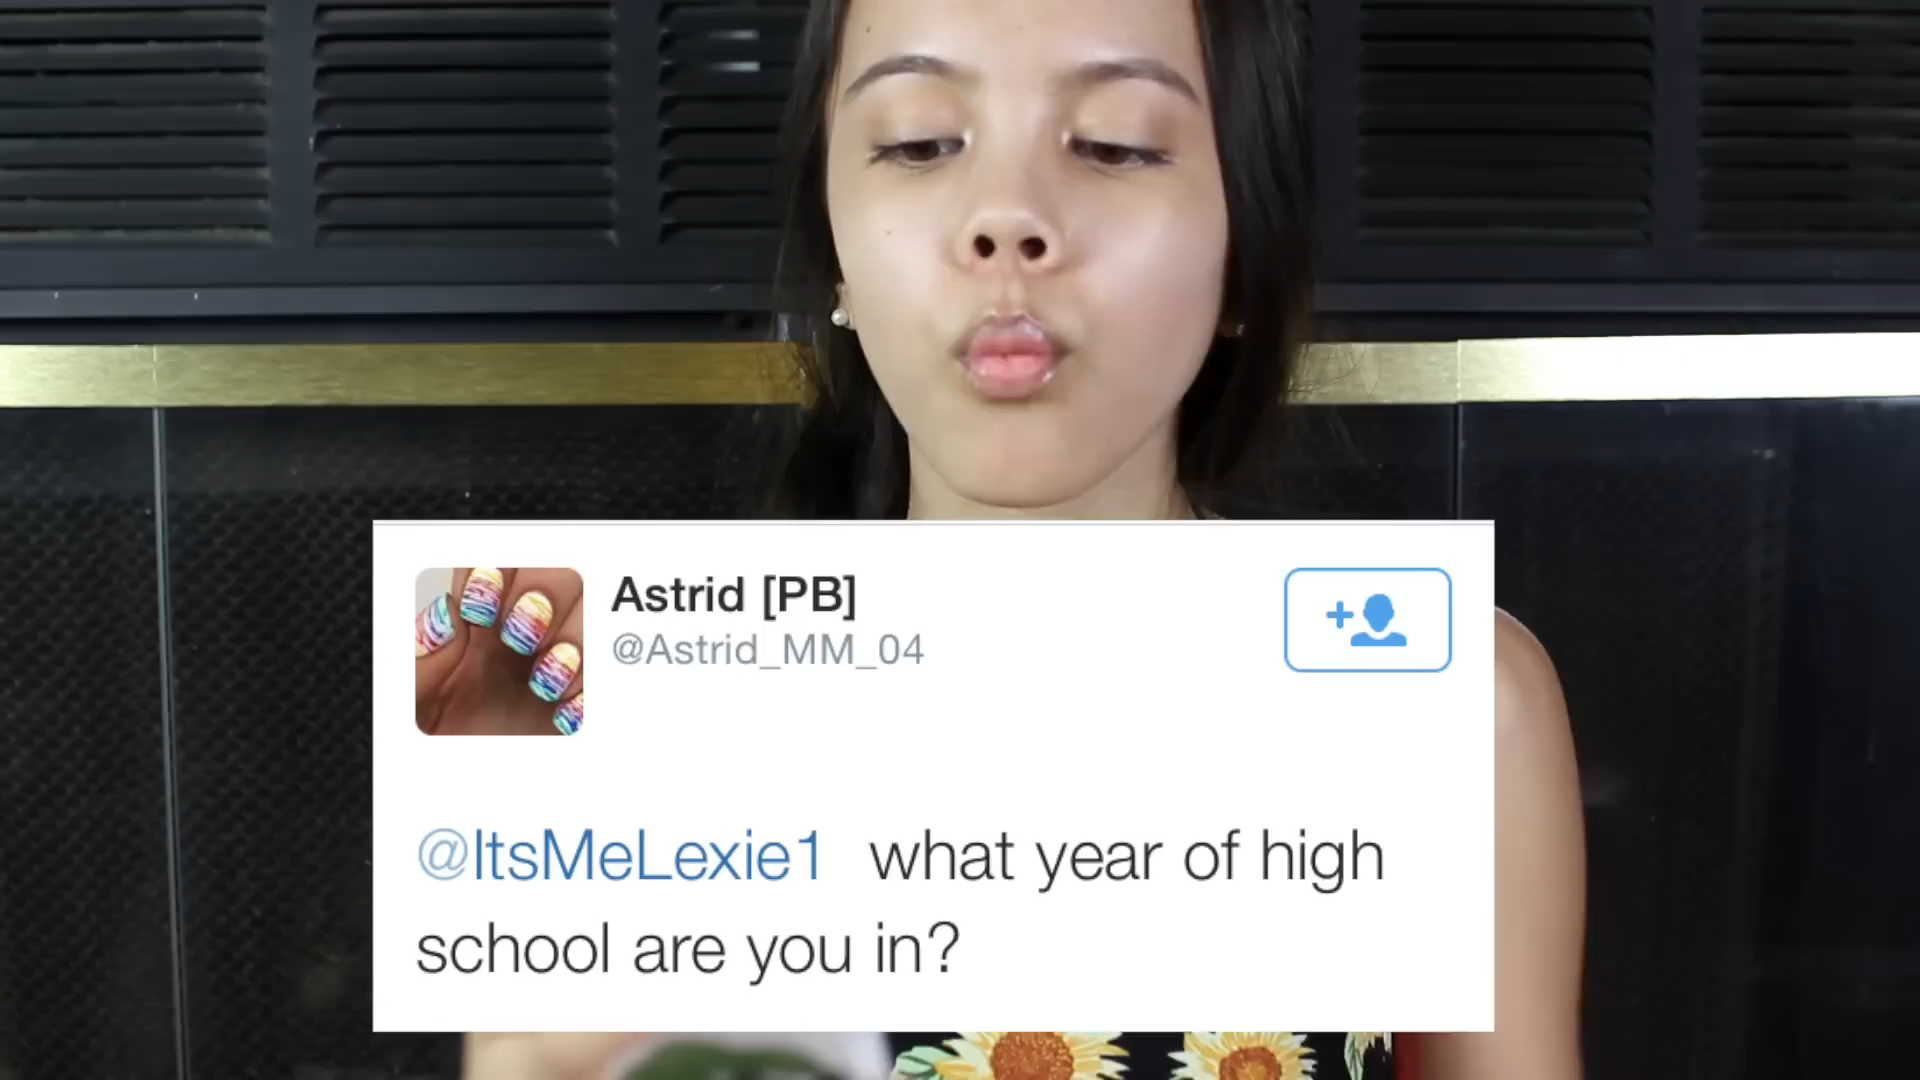 Astrid [PB]
@Astrid_MM_04
@ItsMeLexie1 what year of high
school are you in?